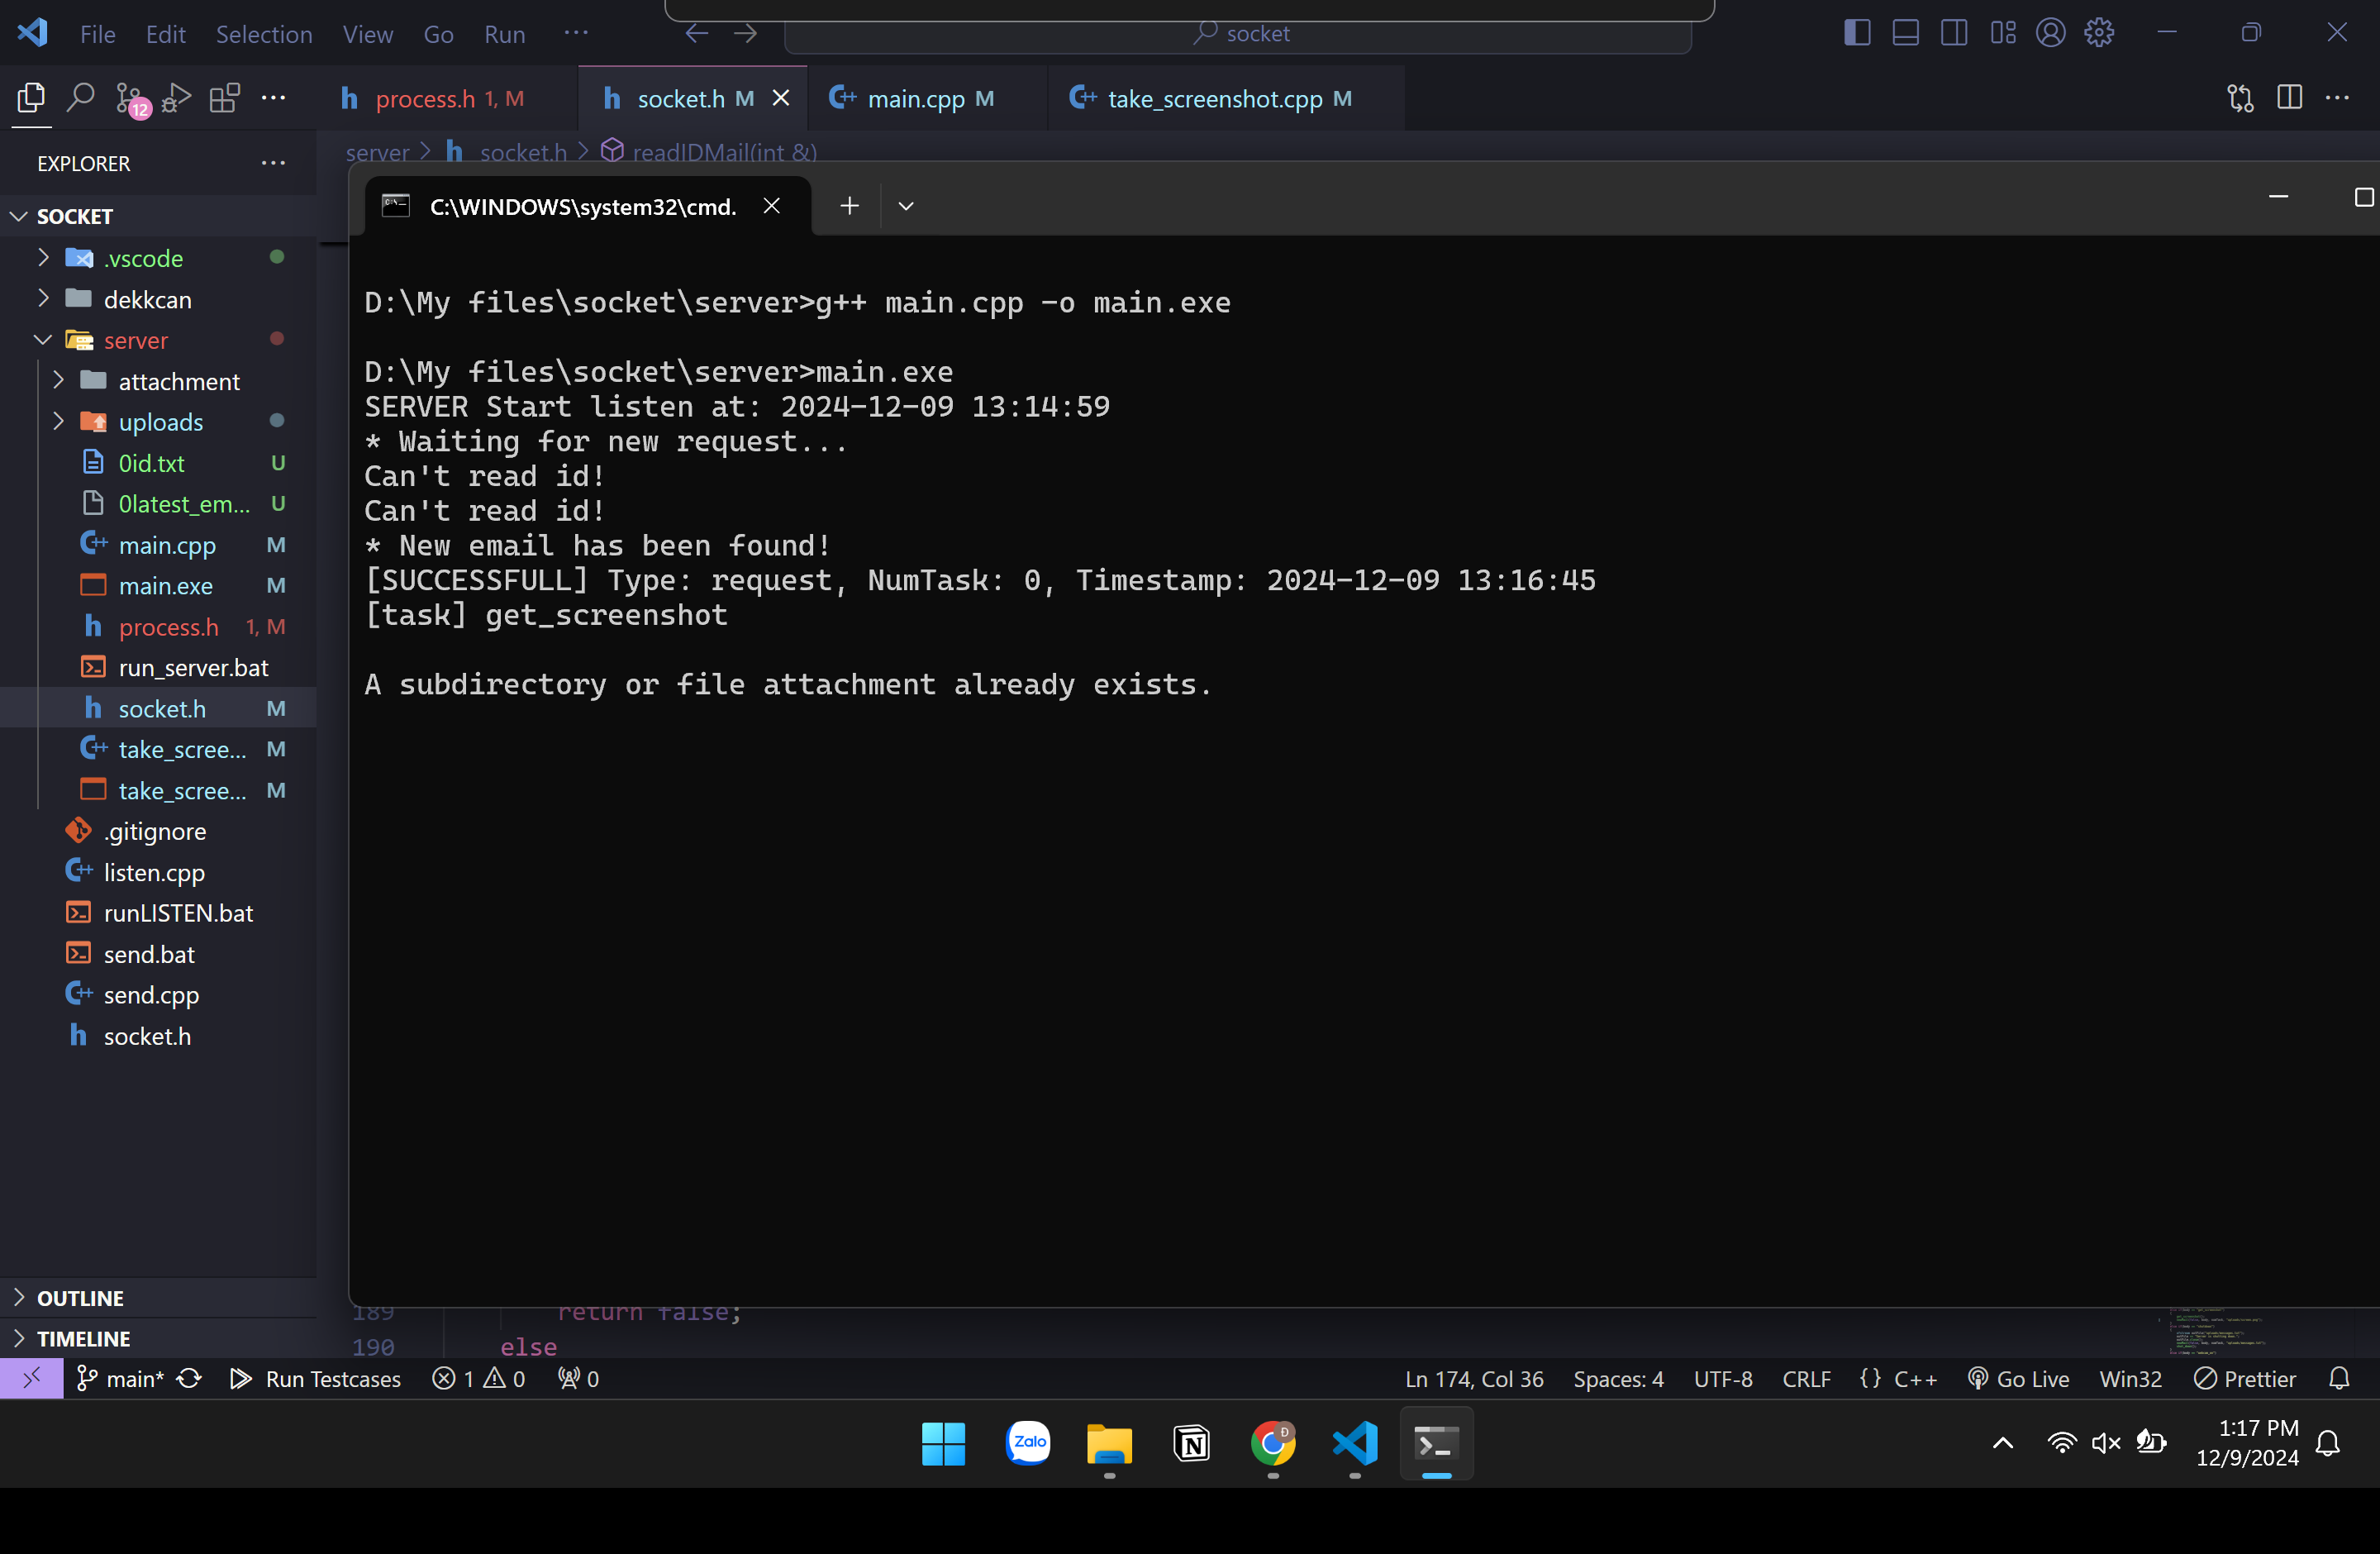 File Edit Selection View Go Run ··· socket
12
process.h 1, M socket.h M main.cpp M take_screenshot.cpp M
EXPLORER
server > socket.h > readIDMail(int &)
SOCKET
.vscode
dekkcan
server
attachment
uploads
0id.txt U
0latest_em... U
main.cpp M
main.exe M
process.h 1, M
run_server.bat
socket.h M
take_scree... M
take_scree... M
.gitignore
listen.cpp
runLISTEN.bat
send.bat
send.cpp
socket.h
OUTLINE
TIMELINE
C:\WINDOWS\system32\cmd.
D:\My files\socket\server>g++ main.cpp -o main.exe
D:\My files\socket\server>main.exe
SERVER Start listen at: 2024-12-09 13:14:59
* Waiting for new request...
Can't read id!
Can't read id!
* New email has been found!
[SUCCESSFULL] Type: request, NumTask: 0, Timestamp: 2024-12-09 13:16:45
[task] get_screenshot
A subdirectory or file attachment already exists.
189 return false;
190 else
main* Run Testcases 1 0 0 Ln 174, Col 36 Spaces: 4 UTF-8 CRLF {} C++ Go Live Win32 Prettier
Zalo
1:17 PM
12/9/2024